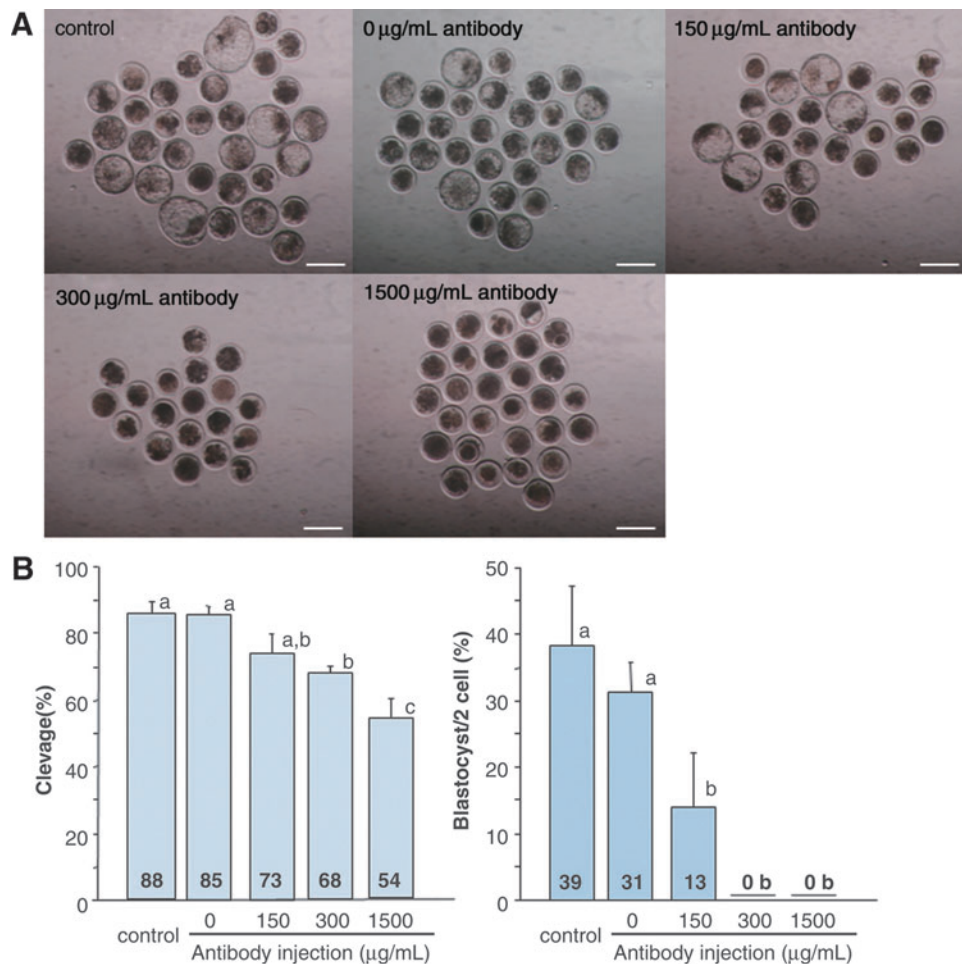 A
control
0 µg/mL antibody
150 µg/mL antibody
300 µg/mL antibody
1500 µg/mL antibody
B
Clevage(%)
100
80
60
40
20
0
a
a
a,b
b
c
88
85
73
68
54
control
0
150
300
1500
Antibody injection (µg/mL)
Blastocyst/2 cell (%)
50
40
30
20
10
0
a
a
b
0 b
0 b
39
31
13
control
0
150
300
1500
Antibody injection (µg/mL)